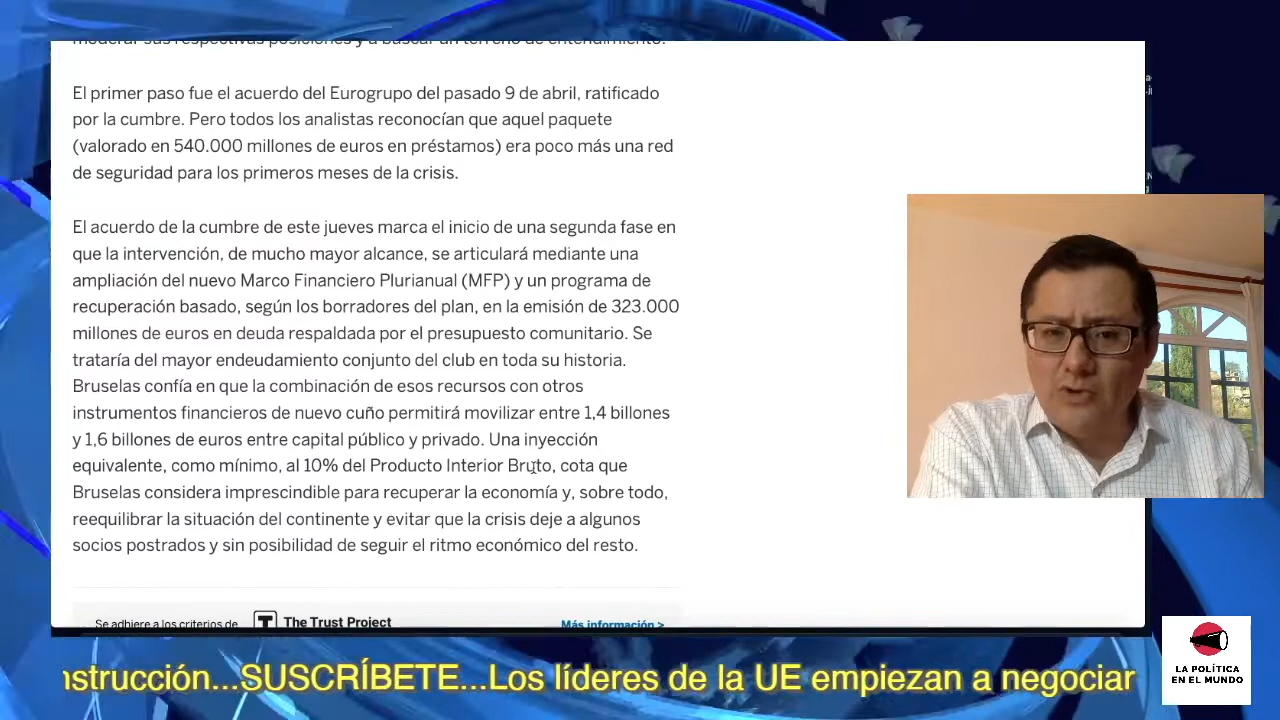 moderar sus respectivas posiciones y a buscar un terreno de entendimiento.
El primer paso fue el acuerdo del Eurogrupo del pasado 9 de abril, ratificado
por la cumbre. Pero todos los analistas reconocían que aquel paquete
(valorado en 540.000 millones de euros en préstamos) era poco más una red
de seguridad para los primeros meses de la crisis.
El acuerdo de la cumbre de este jueves marca el inicio de una segunda fase en
que la intervención, de mucho mayor alcance, se articulará mediante una
ampliación del nuevo Marco Financiero Plurianual (MFP) y un programa de
recuperación basado, según los borradores del plan, en la emisión de 323.000
millones de euros en deuda respaldada por el presupuesto comunitario. Se
trataría del mayor endeudamiento conjunto del club en toda su historia.
Bruselas confía en que la combinación de esos recursos con otros
instrumentos financieros de nuevo cuño permitirá movilizar entre 1,4 billones
y 1,6 billones de euros entre capital público y privado. Una inyección
equivalente, como mínimo, al 10% del Producto Interior Bruto, cota que
Bruselas considera imprescindible para recuperar la economía y, sobre todo,
reequilibrar la situación del continente y evitar que la crisis deje a algunos
socios postrados y sin posibilidad de seguir el ritmo económico del resto.
Se adhiere a los criterios de T The Trust Project Más información >
nstrucción...SUSCRÍBETE...Los líderes de la UE empiezan a negociar
LA POLÍTICA
EN EL MUNDO